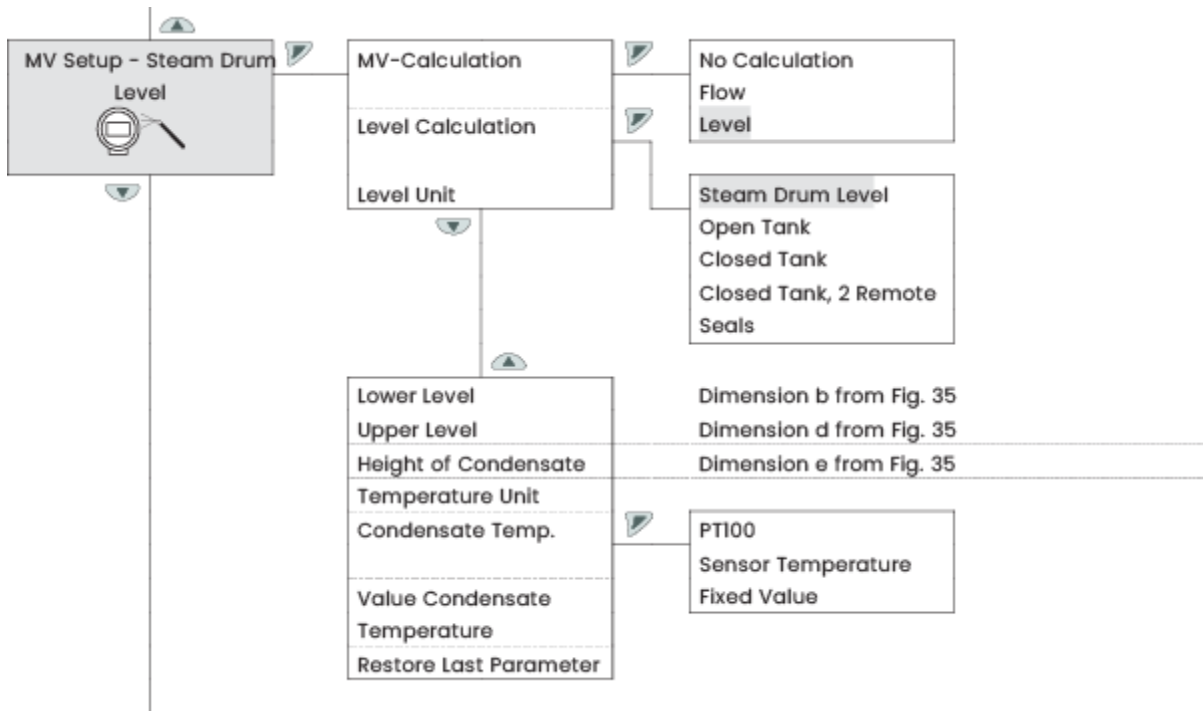 MV Setup - Steam Drum
Level
MV-Calculation
Level Calculation
Level Unit
No Calculation
Flow
Level
Steam Drum Level
Open Tank
Closed Tank
Closed Tank, 2 Remote
Seals
Lower Level
Dimension b from Fig. 35
Upper Level
Dimension d from Fig. 35
Height of Condensate
Dimension e from Fig. 35
Temperature Unit
Condensate Temp.
Value Condensate
Temperature
Restore Last Parameter
PT100
Sensor Temperature
Fixed Value